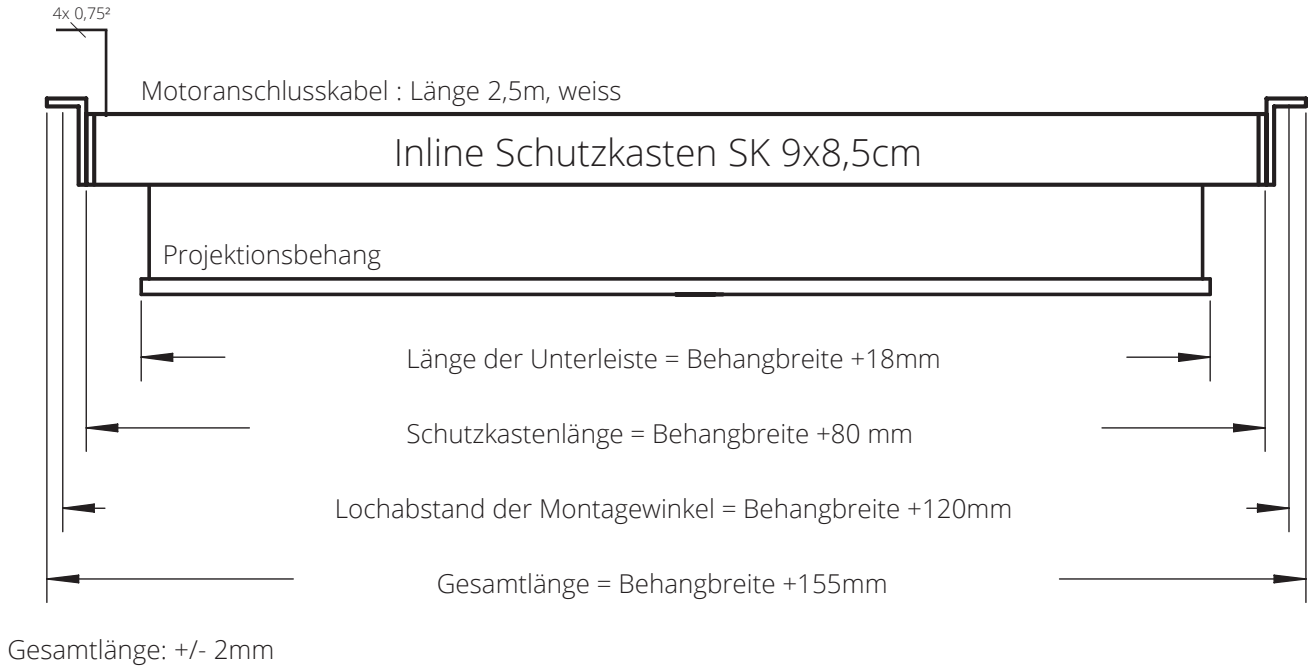 4x 0,75²
Motoranschlusskabel : Länge 2,5m, weiss
Inline Schutzkasten SK 9x8,5cm
Projektionsbehang
Länge der Unterleiste = Behangbreite +18mm
Schutzkastenlänge = Behangbreite +80 mm
Lochabstand der Montagewinkel = Behangbreite +120mm
Gesamtlänge = Behangbreite +155mm
Gesamtlänge: +/- 2mm